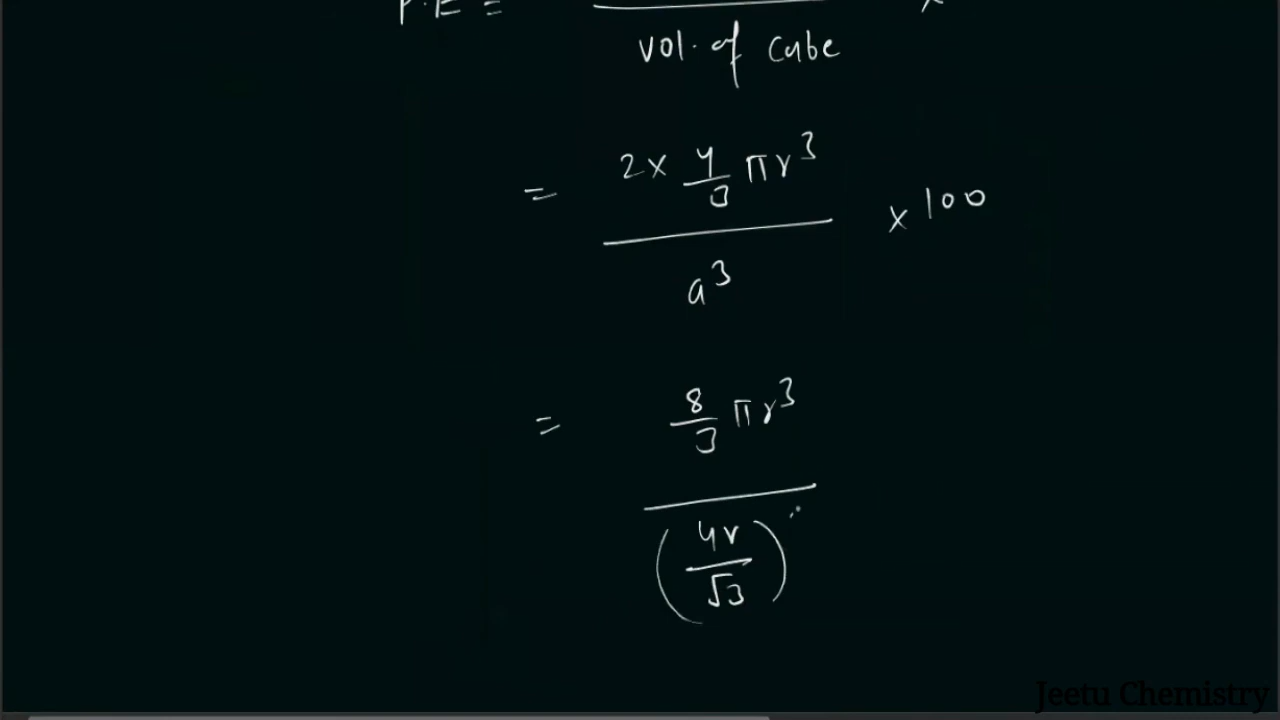 P.E =
×
vol. of cube
2 × 4/3 πr³
= ———— × 100
a³
8/3 πr³
= ————
(4r/√3)
Jeetu Chemistry